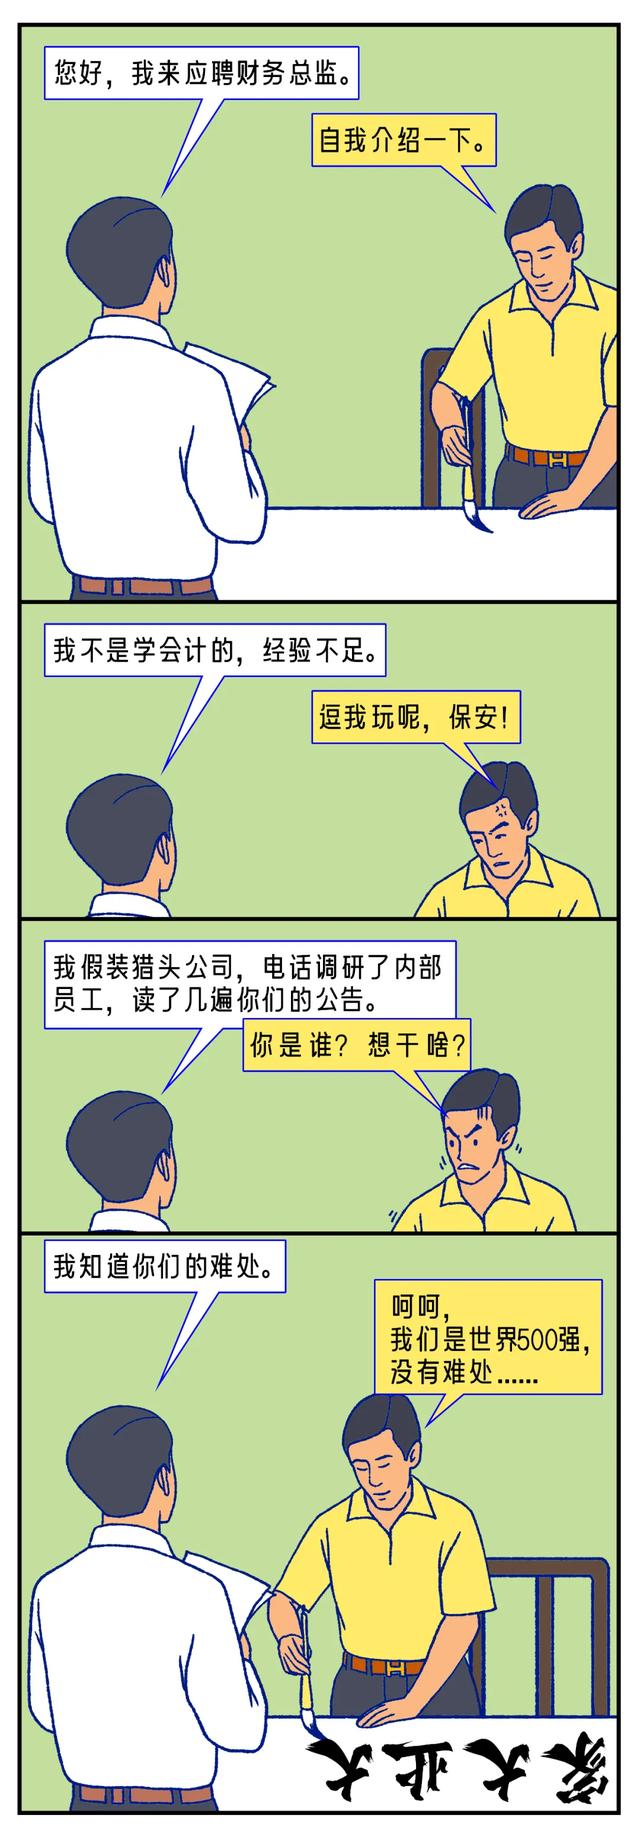 您好，我来应聘财务总监。
自我介绍一下。
我不是学会计的，经验不足。
逗我玩呢，保安！
我假装猎头公司，电话调研了内部
员工，读了几遍你们的公告。
你是谁？想干啥？
我知道你们的难处。
呵呵，
我们是世界500强，
没有难处……
家大业大